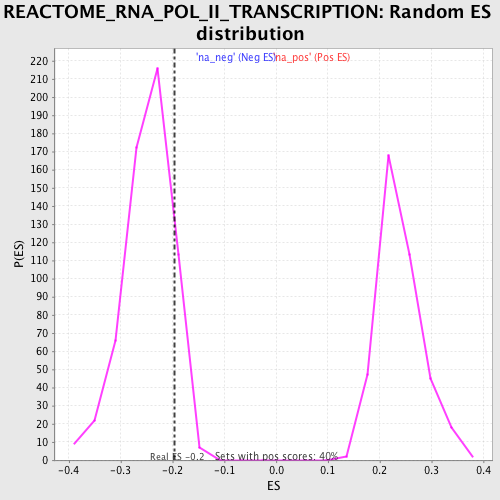 REACTOME_RNA_POL_II_TRANSCRIPTION: Random ES
distribution
'na_neg' (Neg ES)
'na_pos' (Pos ES)
220
210
200
190
180
170
160
150
140
130
120
110
100
90
80
70
60
50
40
30
20
10
0
P(ES)
Real ES -0.2
Sets with pos scores: 40%
-0.4 -0.3 -0.2 -0.1 0.0 0.1 0.2 0.3 0.4
ES